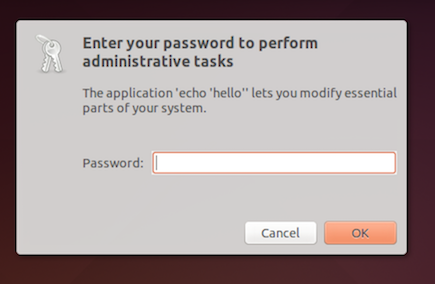 Enter your password to perform
administrative tasks
The application 'echo 'hello'' lets you modify essential
parts of your system.
Password:
Cancel
OK